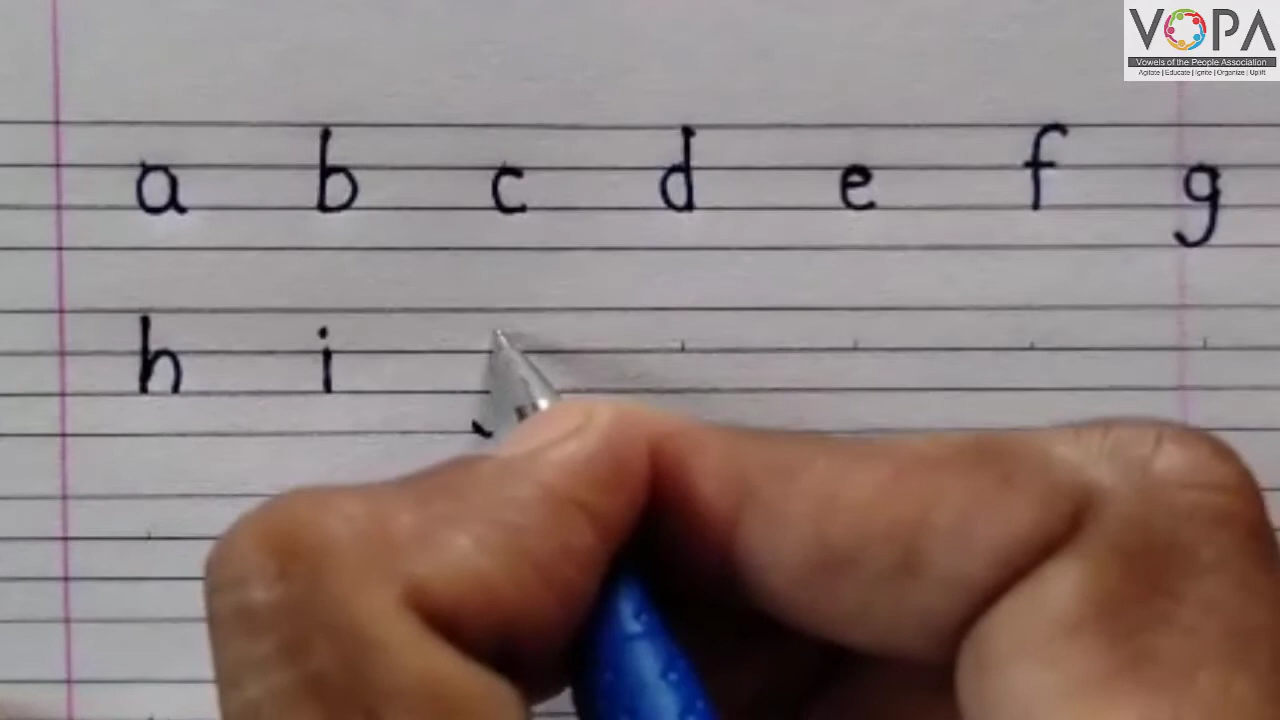 VOPA
Vowels of the People Association
Agitate | Educate | Ignite | Organize | Uplift
a b c d e f g
h i